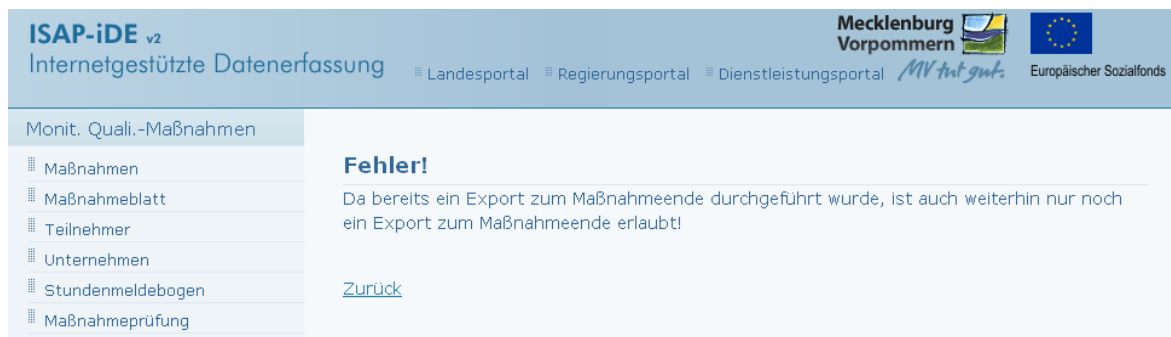 ISAP-iDE v2
Internetgestützte Datenerfassung
Landesportal Regierungsportal Dienstleistungsportal
Mecklenburg
Vorpommern
MV tut gut.
Europäischer Sozialfonds
Monit. Quali.-Maßnahmen
Maßnahmen
Maßnahmeblatt
Teilnehmer
Unternehmen
Stundenmeldebogen
Maßnahmeprüfung
Fehler!
Da bereits ein Export zum Maßnahmeende durchgeführt wurde, ist auch weiterhin nur noch
ein Export zum Maßnahmeende erlaubt!
Zurück